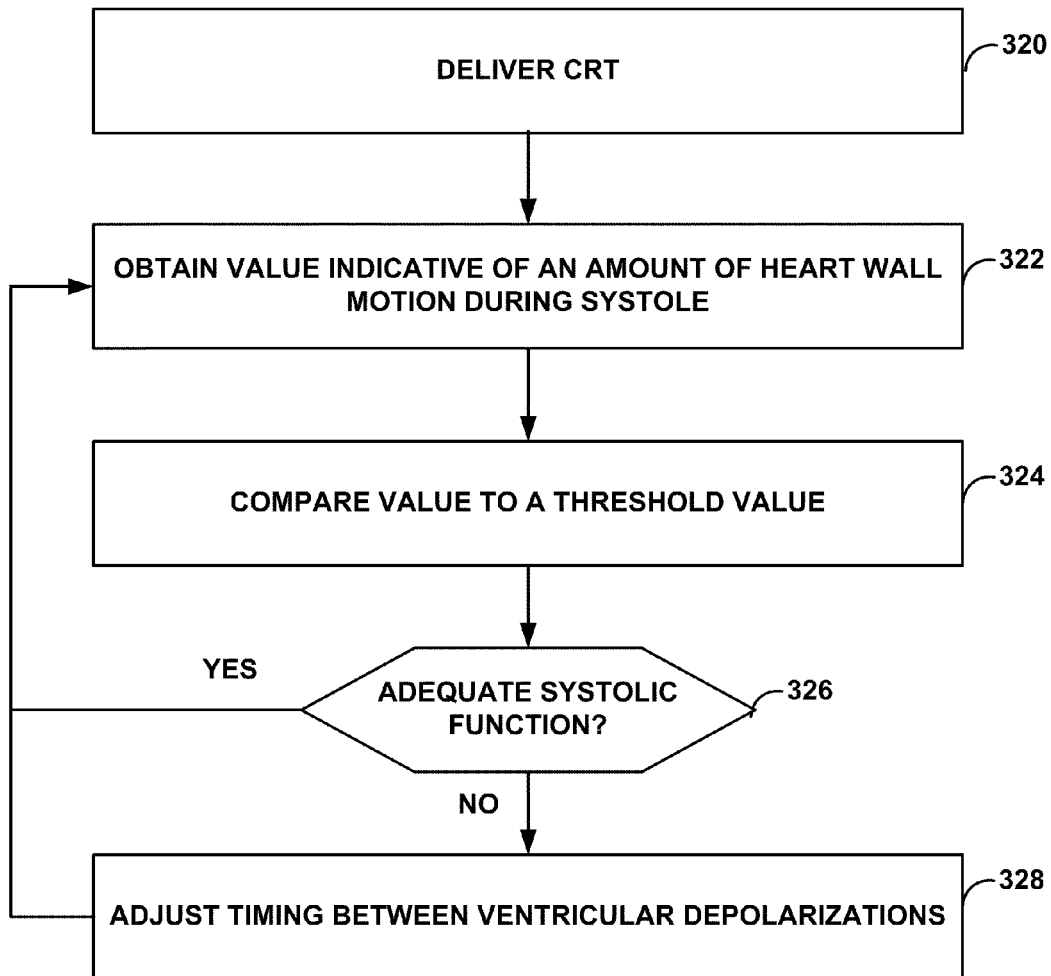 DELIVER CRT
320
OBTAIN VALUE INDICATIVE OF AN AMOUNT OF HEART WALL
MOTION DURING SYSTOLE
322
COMPARE VALUE TO A THRESHOLD VALUE
324
YES
ADEQUATE SYSTOLIC
FUNCTION?
326
NO
ADJUST TIMING BETWEEN VENTRICULAR DEPOLARIZATIONS
328